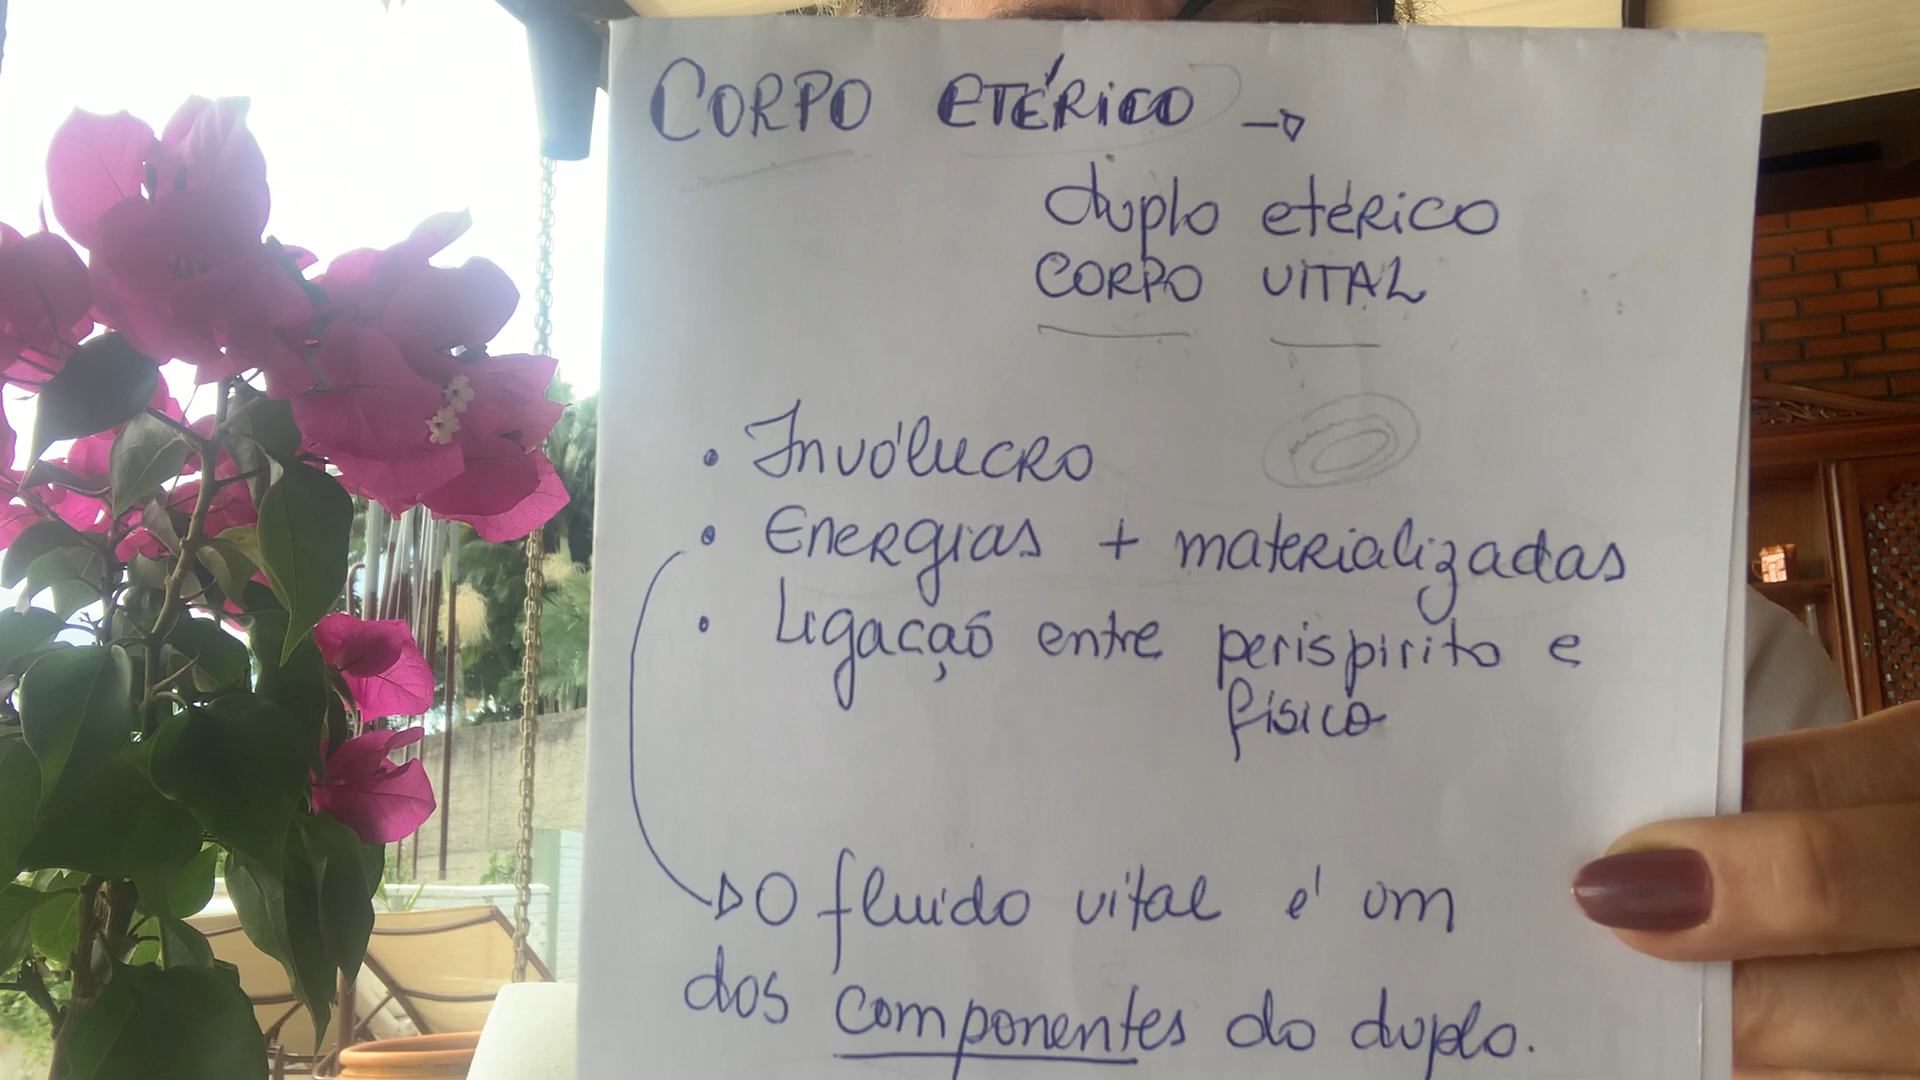 CORPO ETÉRICO →
duplo etérico
CORPO VITAL
• Invólucro
• Energias + materializadas
• Ligação entre perispirito e
físico
→ O fluido vital é um
dos componentes do duplo.